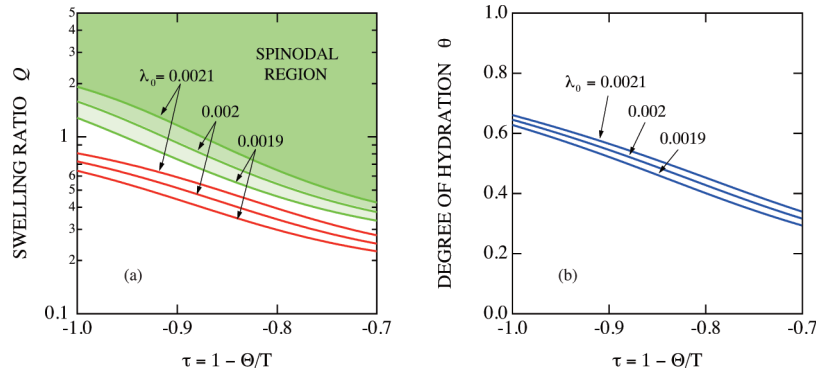 SWELLING RATIO Q
5
4
3
2
1
6
4
3
2
0.1
-1.0
-0.9
-0.8
-0.7
τ = 1 − Θ/T
SPINODAL
REGION
λ₀= 0.0021
0.002
0.0019
(a)
DEGREE OF HYDRATION θ
1.0
0.8
0.6
0.4
0.2
0.0
-1.0
-0.9
-0.8
-0.7
τ = 1 − Θ/T
λ₀= 0.0021
0.002
0.0019
(b)